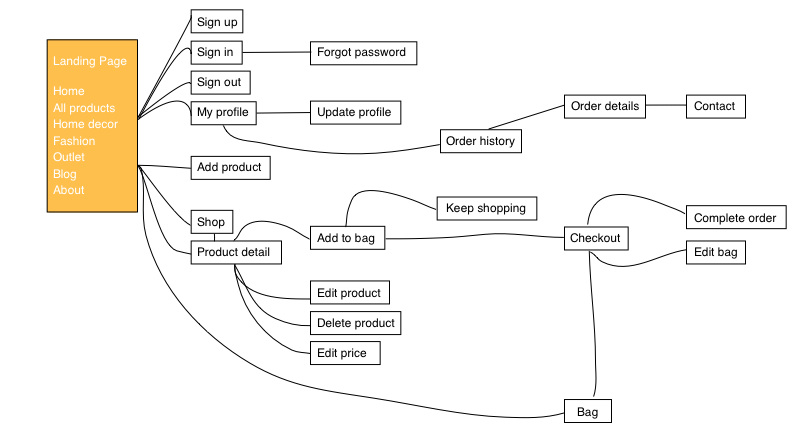 Landing Page
Home
All products
Home decor
Fashion
Outlet
Blog
About
Sign up
Sign in
Forgot password
Sign out
My profile
Update profile
Order history
Order details
Contact
Add product
Shop
Product detail
Add to bag
Keep shopping
Checkout
Complete order
Edit bag
Edit product
Delete product
Edit price
Bag